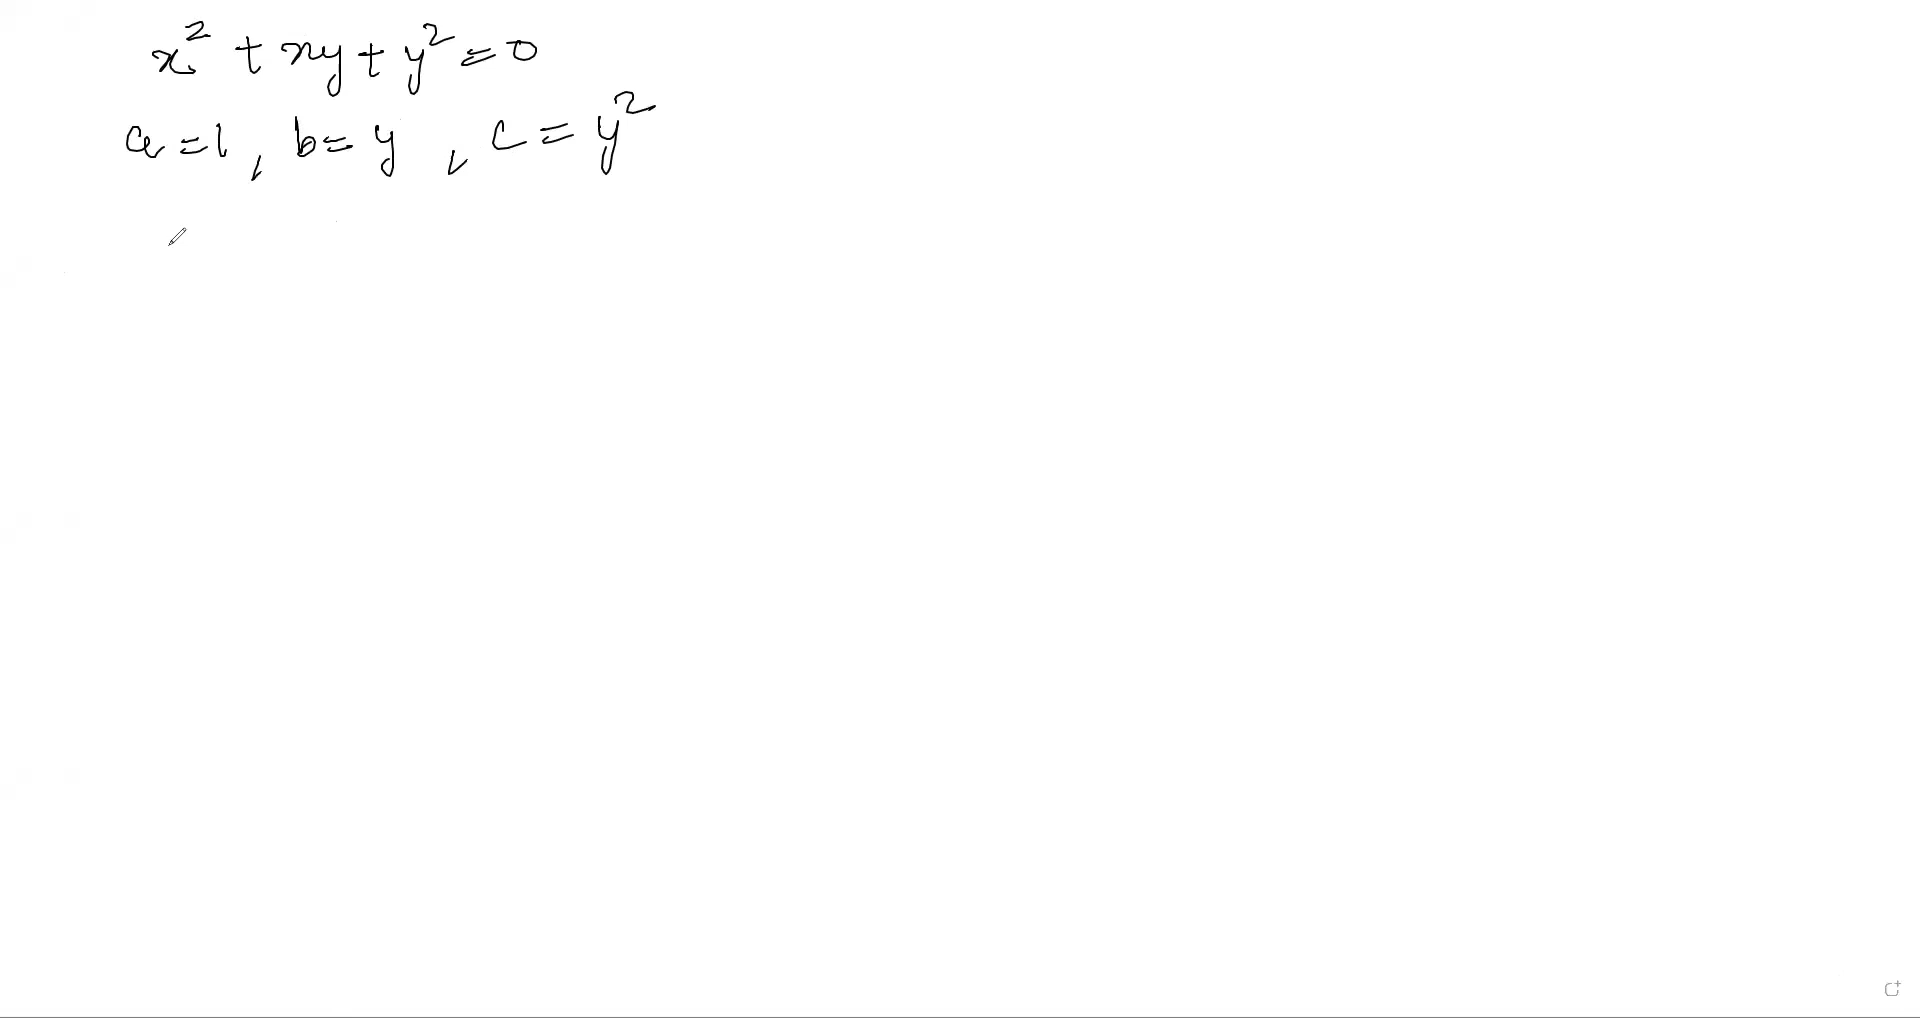 x² + xy + y² = 0
a = 1, b = y, c = y²